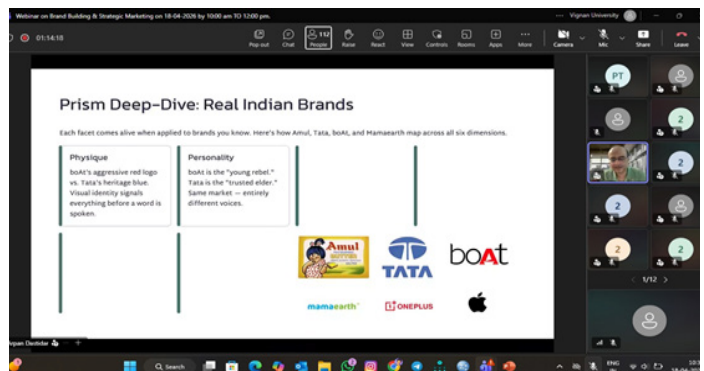 Webinar on Brand Building & Strategic Marketing on 18-04-2026 by 10:00 am TO 12:00 pm.
Vignan University
01:14:18
Pop out
Chat
112
People
Raise
React
View
Controls
Rooms
Apps
More
Camera
Mic
Share
Leave
Prism Deep-Dive: Real Indian Brands
Each facet comes alive when applied to brands you know. Here's how Amul, Tata, boAt, and Mamaearth map across all six dimensions.
Physique
boAt's aggressive red logo
vs. Tata's heritage blue.
Visual identity signals
everything before a word is
spoken.
Personality
boAt is the "young rebel."
Tata is the "trusted elder."
Same market — entirely
different voices.
Amul
BUTTER
TATA
boAt
mamaearth
ONEPLUS
PT
2
2
2
2
2
2
1/12
Search
ENG
IN